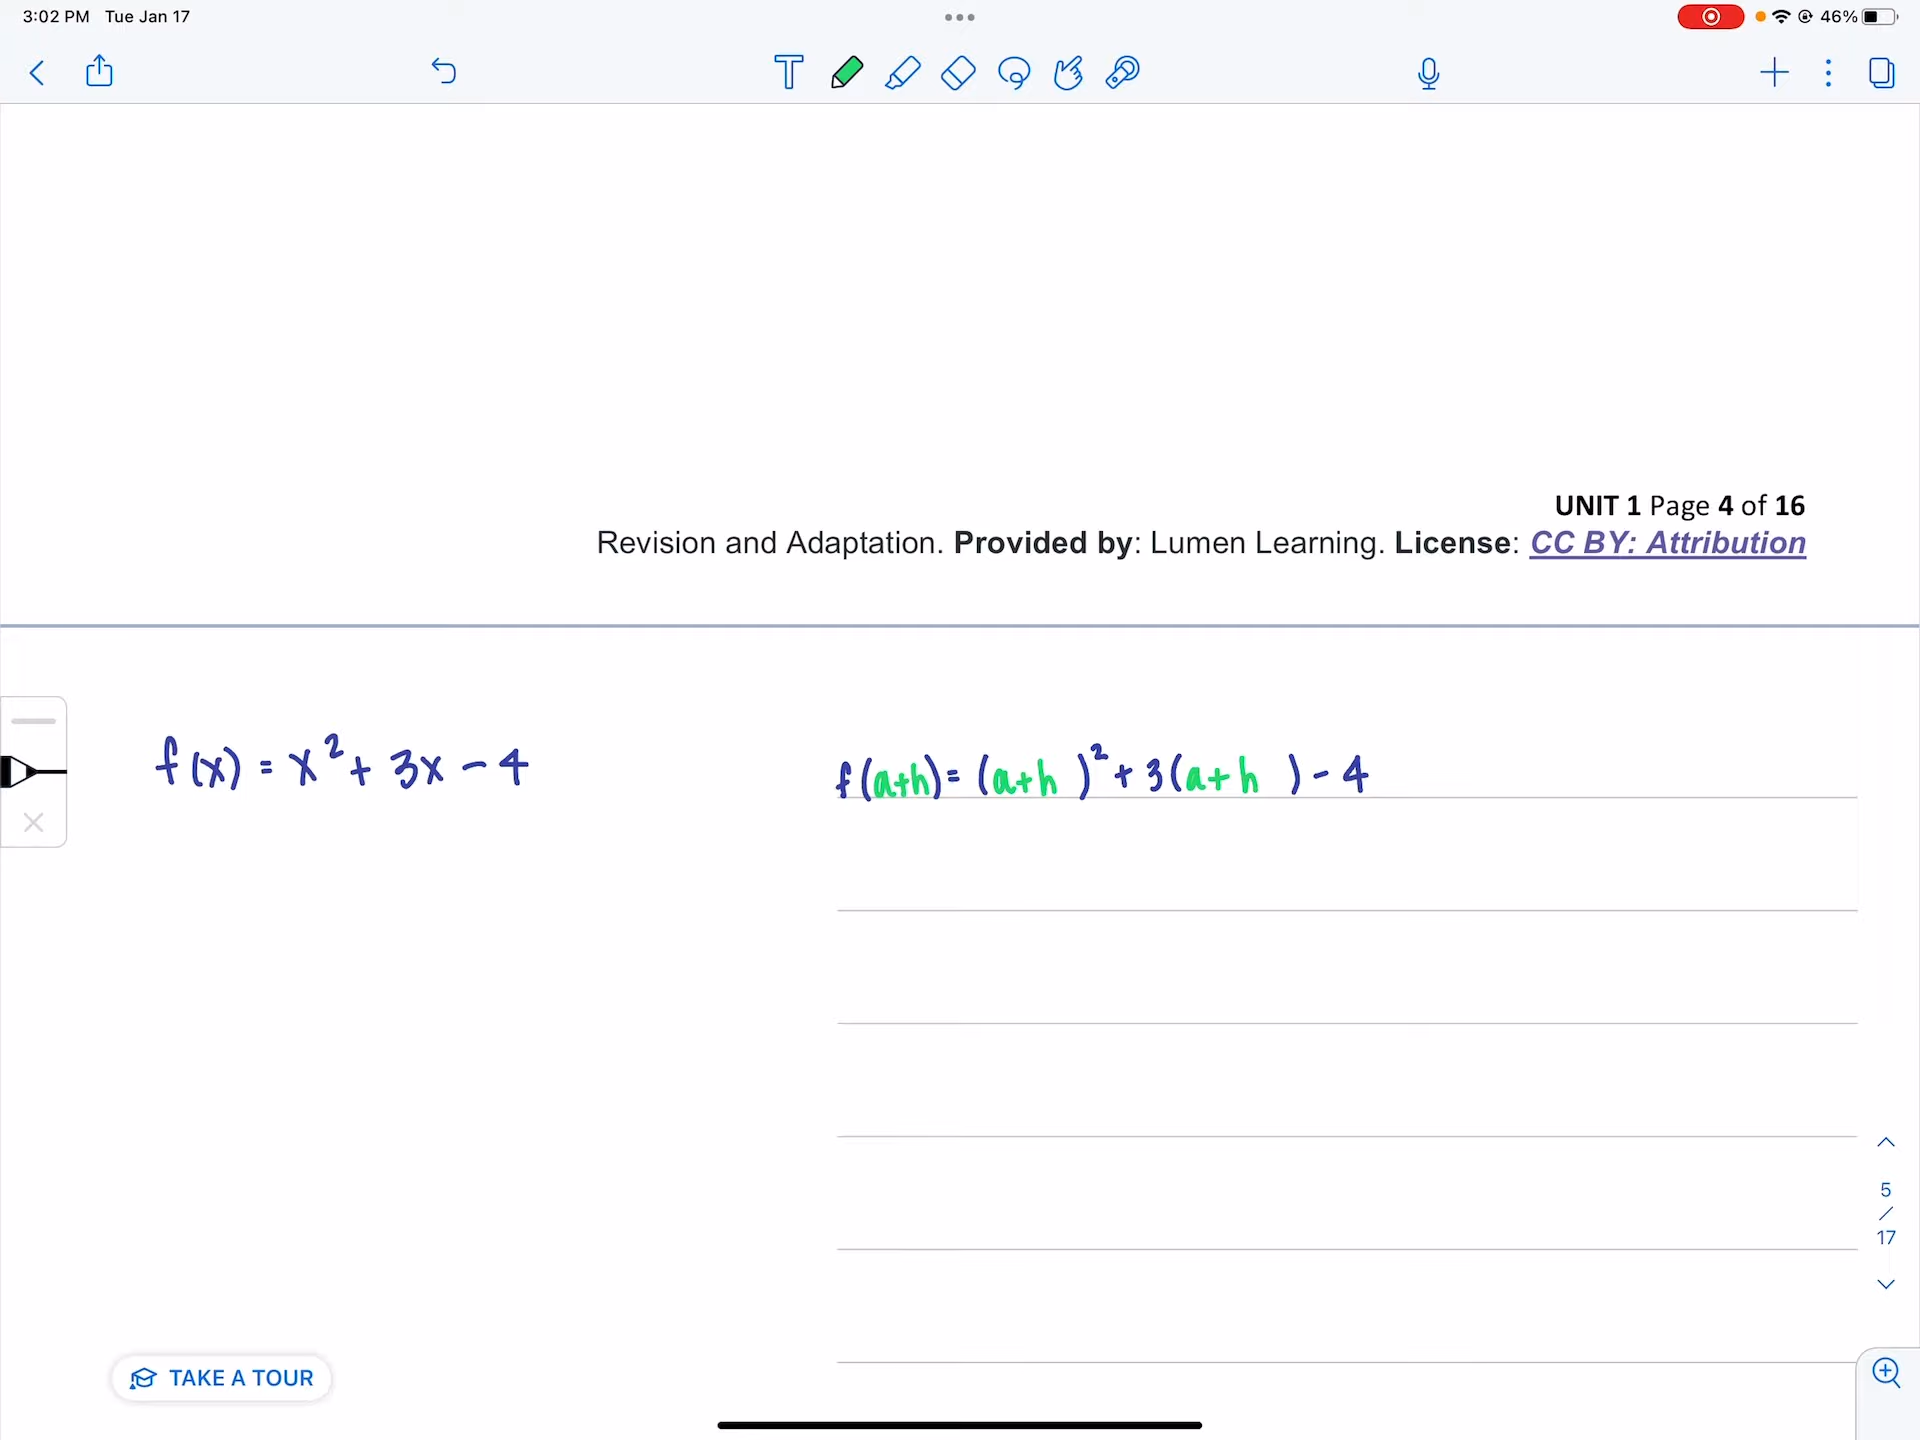 3:02 PM Tue Jan 17
46%
UNIT 1 Page 4 of 16
Revision and Adaptation. Provided by: Lumen Learning. License: CC BY: Attribution
f(x) = x² + 3x - 4
f(a+h) = (a+h )² + 3(a+h ) - 4
5
/
17
TAKE A TOUR